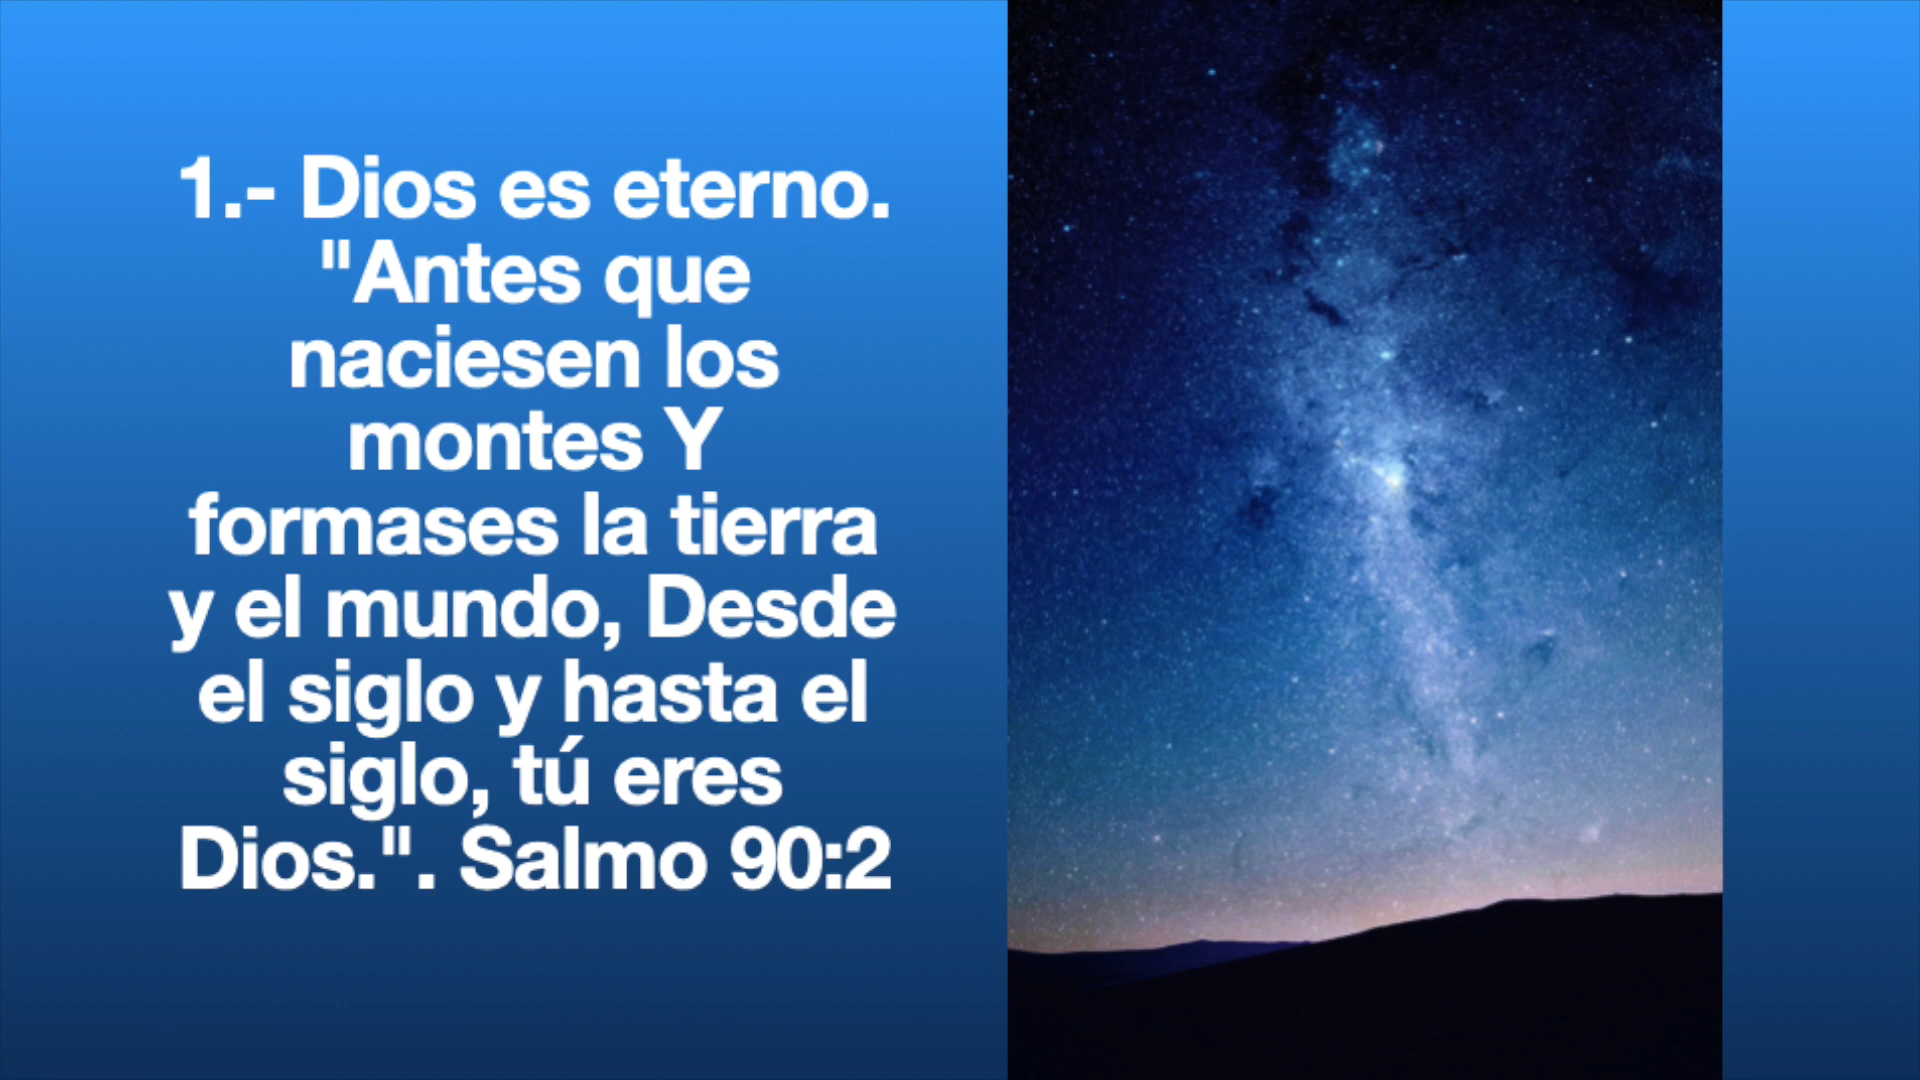 1.- Dios es eterno.
"Antes que
naciesen los
montes Y
formases la tierra
y el mundo, Desde
el siglo y hasta el
siglo, tú eres
Dios.". Salmo 90:2